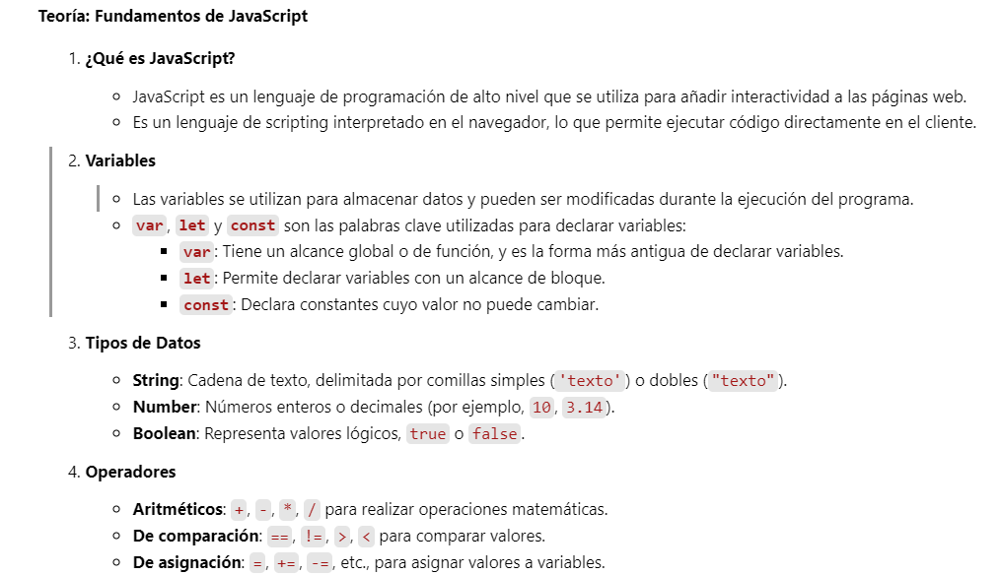 Teoría: Fundamentos de JavaScript
1. ¿Qué es JavaScript?
JavaScript es un lenguaje de programación de alto nivel que se utiliza para añadir interactividad a las páginas web.
Es un lenguaje de scripting interpretado en el navegador, lo que permite ejecutar código directamente en el cliente.
2. Variables
Las variables se utilizan para almacenar datos y pueden ser modificadas durante la ejecución del programa.
var, let y const son las palabras clave utilizadas para declarar variables:
var: Tiene un alcance global o de función, y es la forma más antigua de declarar variables.
let: Permite declarar variables con un alcance de bloque.
const: Declara constantes cuyo valor no puede cambiar.
3. Tipos de Datos
String: Cadena de texto, delimitada por comillas simples ('texto') o dobles ("texto").
Number: Números enteros o decimales (por ejemplo, 10, 3.14).
Boolean: Representa valores lógicos, true o false.
4. Operadores
Aritméticos: +, -, *, / para realizar operaciones matemáticas.
De comparación: ==, !=, >, < para comparar valores.
De asignación: =, +=, -=, etc., para asignar valores a variables.